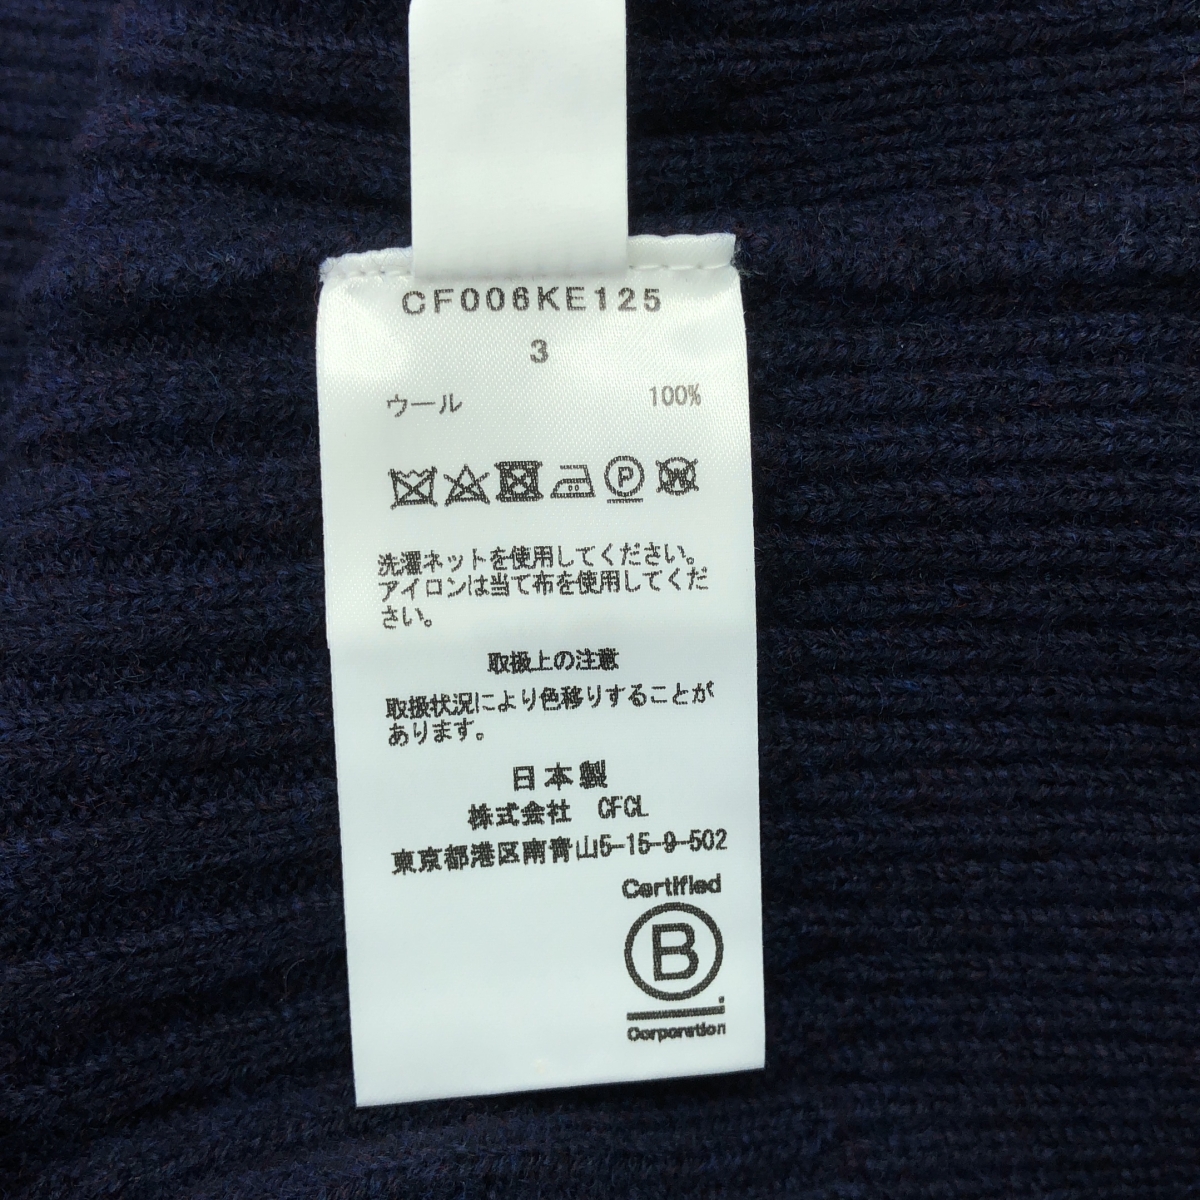 CF006KE125
3
ウール 100%
P W
洗濯ネットを使用してください。
アイロンは当て布を使用してくだ
さい。
取扱上の注意
取扱状況により色移りすることが
あります。
日本製
株式会社 CFCL
東京都港区南青山5-15-9-502
Certified
B
Corporation